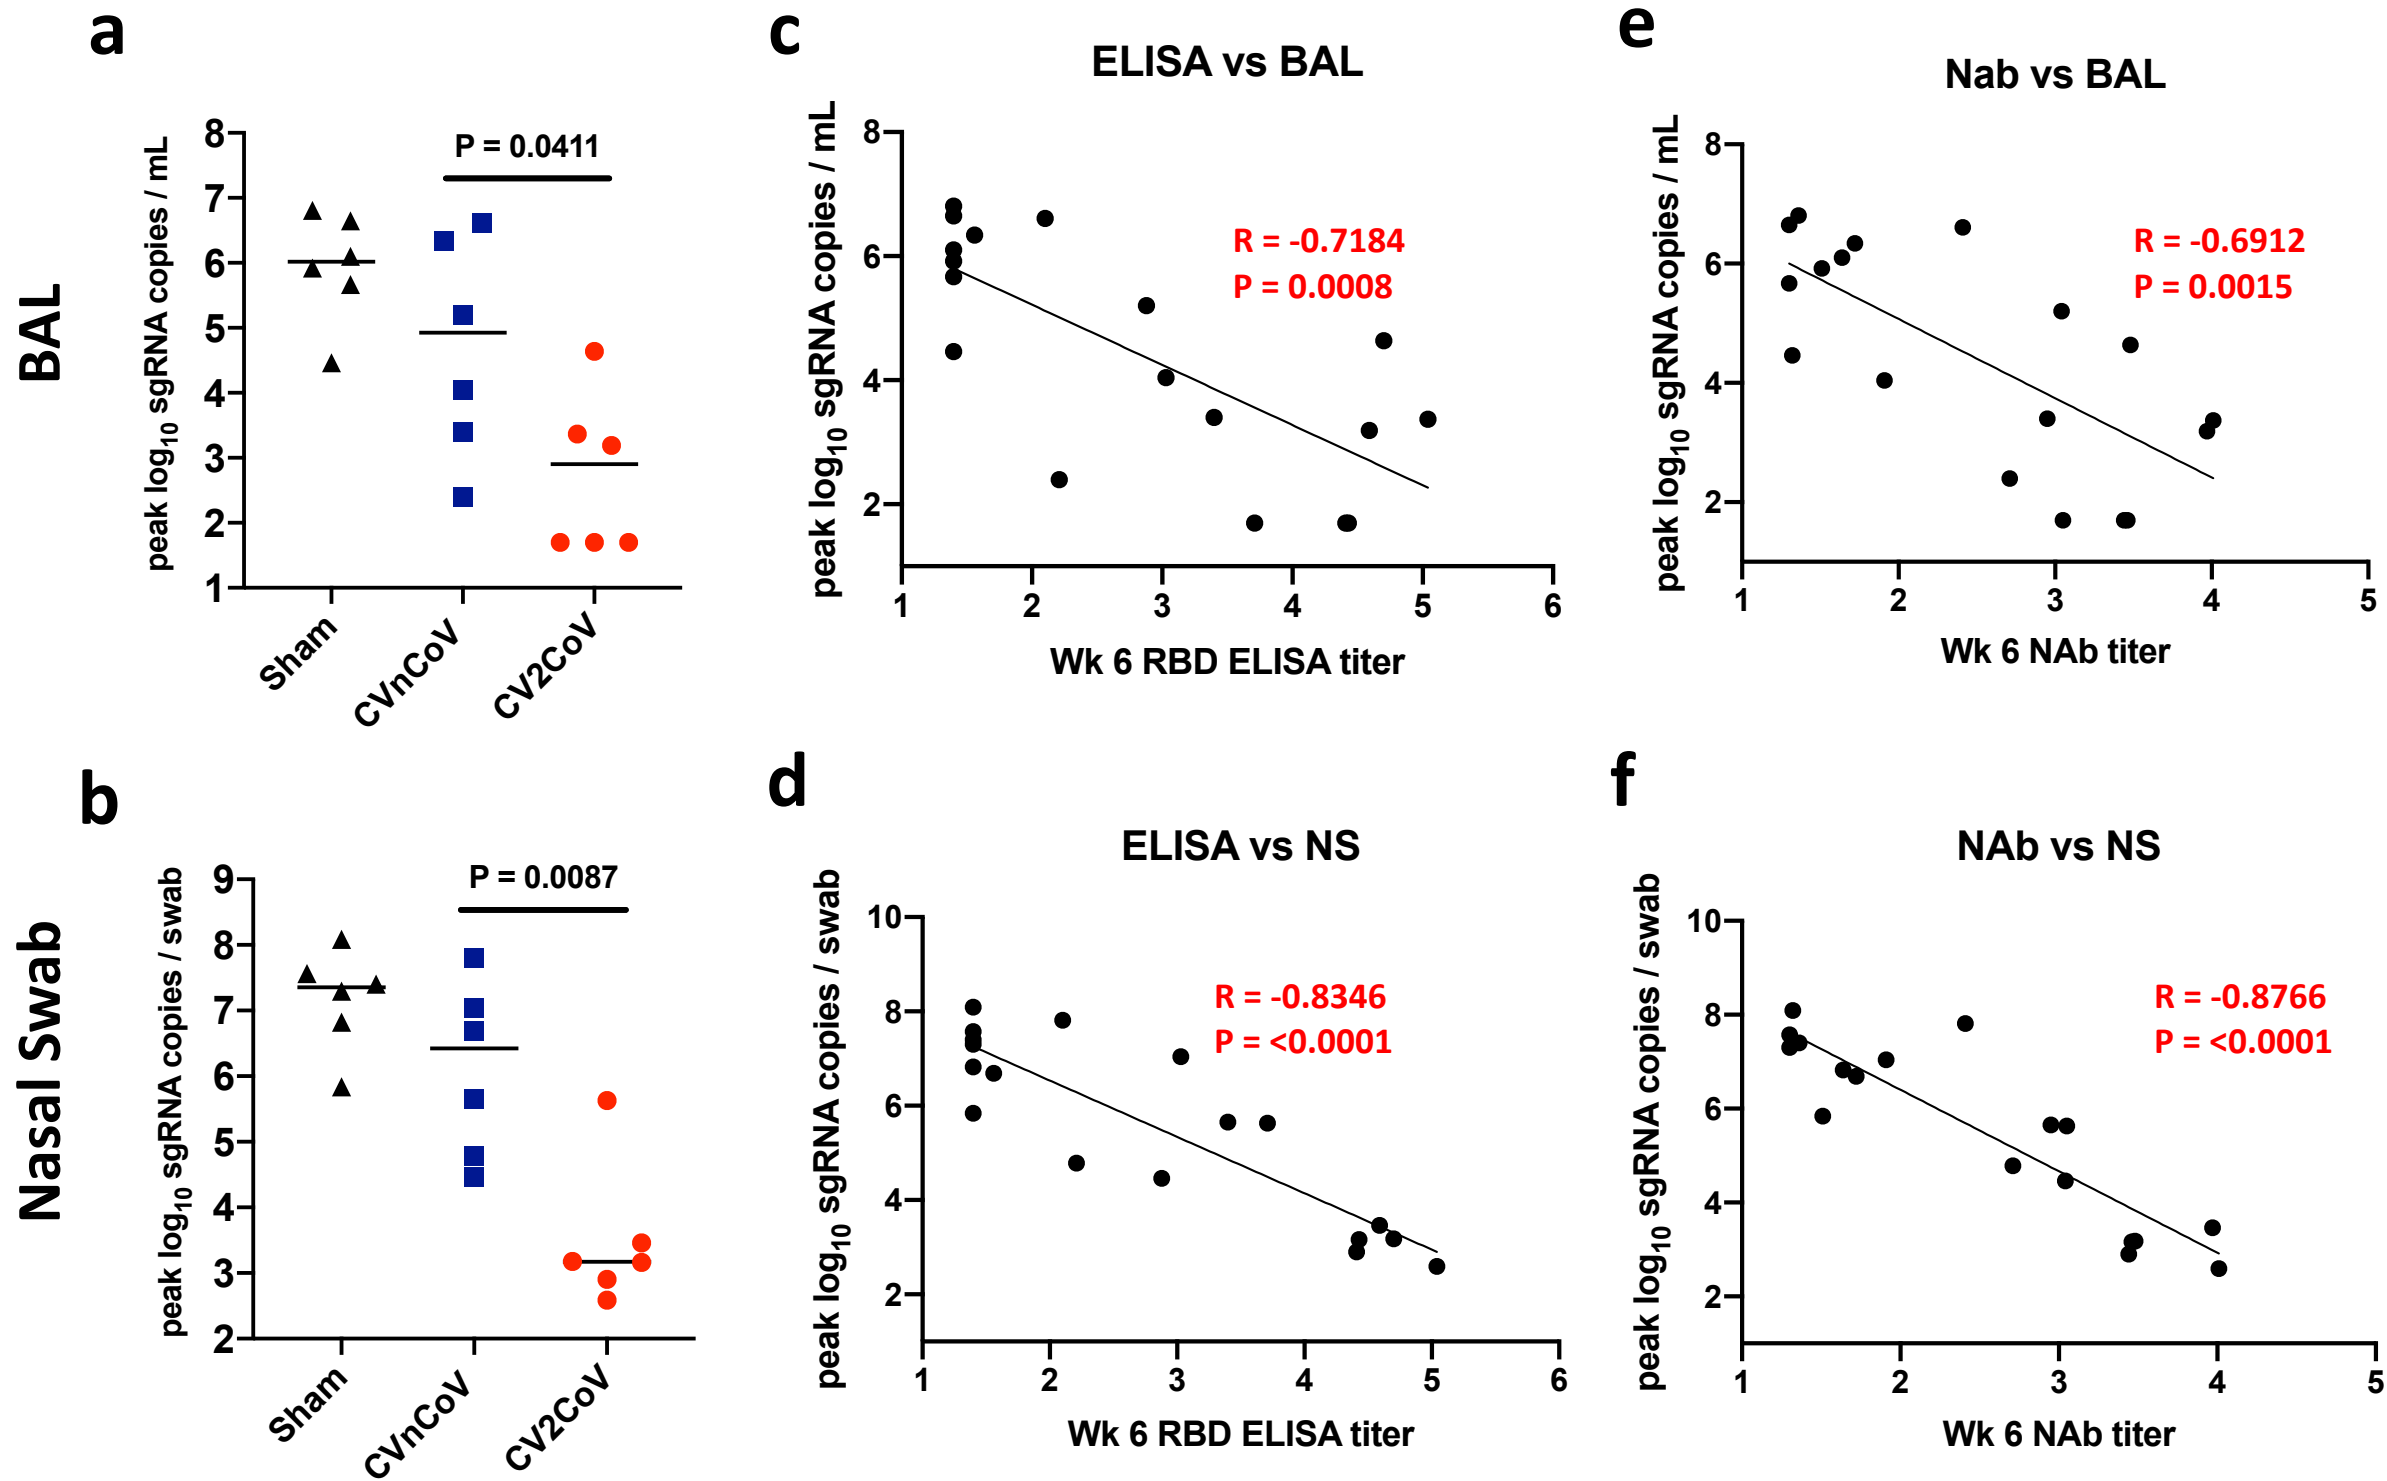 a
BAL
peak log10 sgRNA copies / mL
8
7
6
5
4
3
2
1
P = 0.0411
Sham
CVnCoV
CV2CoV
c
ELISA vs BAL
peak log10 sgRNA copies / mL
8
6
4
2
R = -0.7184
P = 0.0008
1 2 3 4 5 6
Wk 6 RBD ELISA titer
e
Nab vs BAL
peak log10 sgRNA copies / mL
8
6
4
2
R = -0.6912
P = 0.0015
1 2 3 4 5
Wk 6 NAb titer
b
Nasal Swab
peak log10 sgRNA copies / swab
9
8
7
6
5
4
3
2
P = 0.0087
Sham
CVnCoV
CV2CoV
d
ELISA vs NS
peak log10 sgRNA copies / swab
10
8
6
4
2
R = -0.8346
P = <0.0001
1 2 3 4 5 6
Wk 6 RBD ELISA titer
f
NAb vs NS
peak log10 sgRNA copies / swab
10
8
6
4
2
R = -0.8766
P = <0.0001
1 2 3 4 5
Wk 6 NAb titer